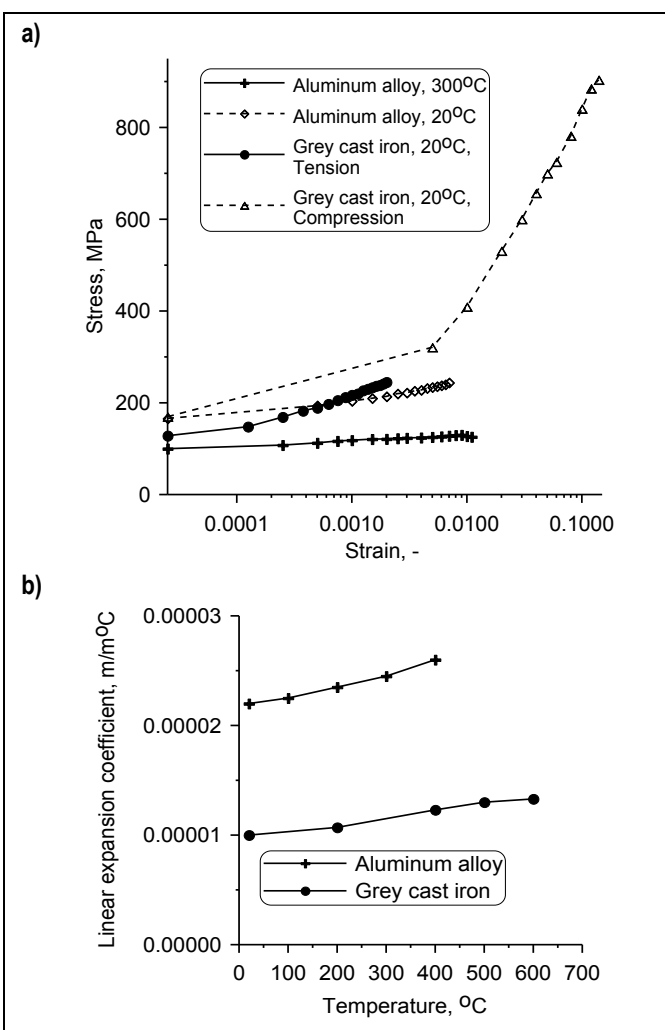 a)
Stress, MPa
800
600
400
200
0
Aluminum alloy, 300ºC
Aluminum alloy, 20ºC
Grey cast iron, 20ºC,
Tension
Grey cast iron, 20ºC,
Compression
0.0001 0.0010 0.0100 0.1000
Strain, -
b)
Linear expansion coefficient, m/mºC
0.00003
0.00002
0.00001
0.00000
Aluminum alloy
Grey cast iron
0 100 200 300 400 500 600 700
Temperature, ºC